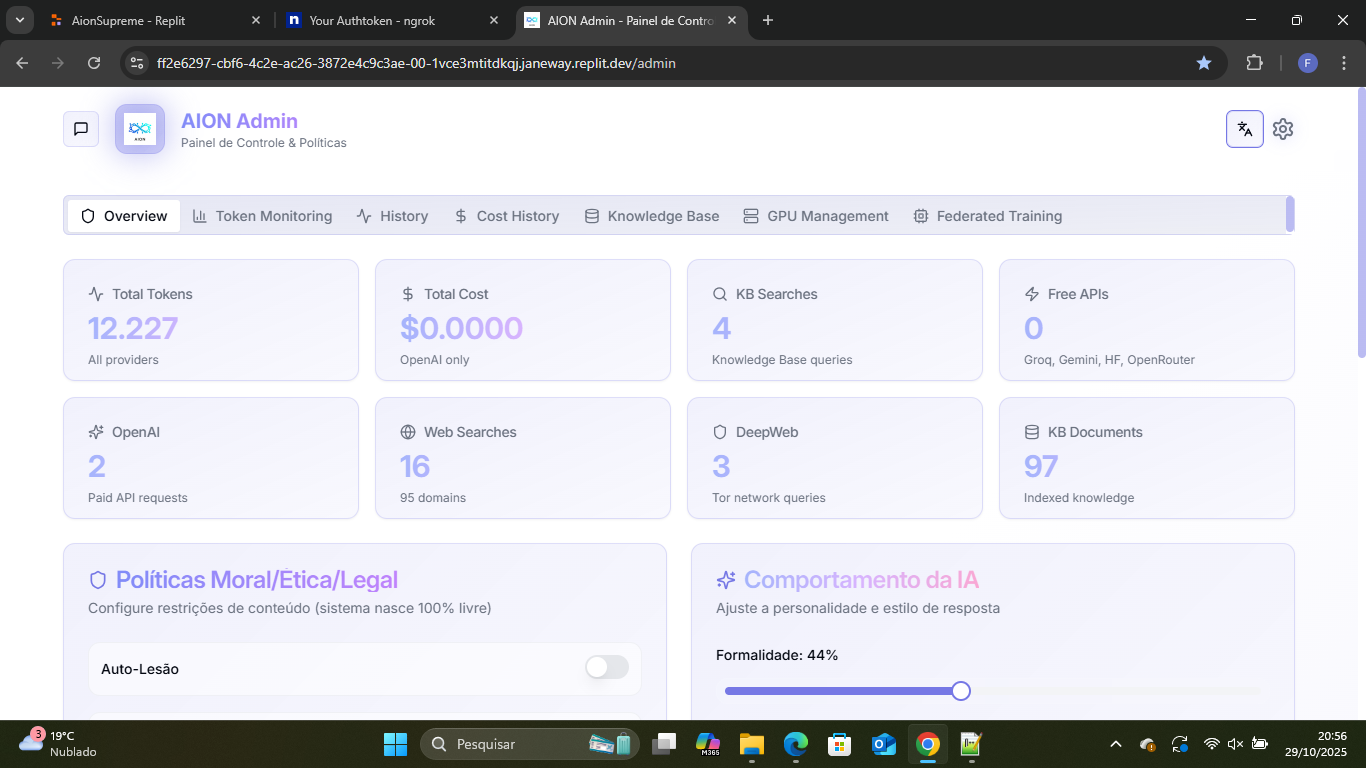 AionSupreme - Replit
Your Authtoken - ngrok
AION Admin - Painel de Contro
ff2e6297-cbf6-4c2e-ac26-3872e4c9c3ae-00-1vce3mtitdkqj.janeway.replit.dev/admin
F
AION
AION Admin
Painel de Controle & Políticas
Overview
Token Monitoring
History
Cost History
Knowledge Base
GPU Management
Federated Training
Total Tokens
12.227
All providers
Total Cost
$0.0000
OpenAI only
KB Searches
4
Knowledge Base queries
Free APIs
0
Groq, Gemini, HF, OpenRouter
OpenAI
2
Paid API requests
Web Searches
16
95 domains
DeepWeb
3
Tor network queries
KB Documents
97
Indexed knowledge
Políticas Moral/Ética/Legal
Configure restrições de conteúdo (sistema nasce 100% livre)
Auto-Lesão
Comportamento da IA
Ajuste a personalidade e estilo de resposta
Formalidade: 44%
3
19°C
Nublado
Pesquisar
M365
20:56
29/10/2025